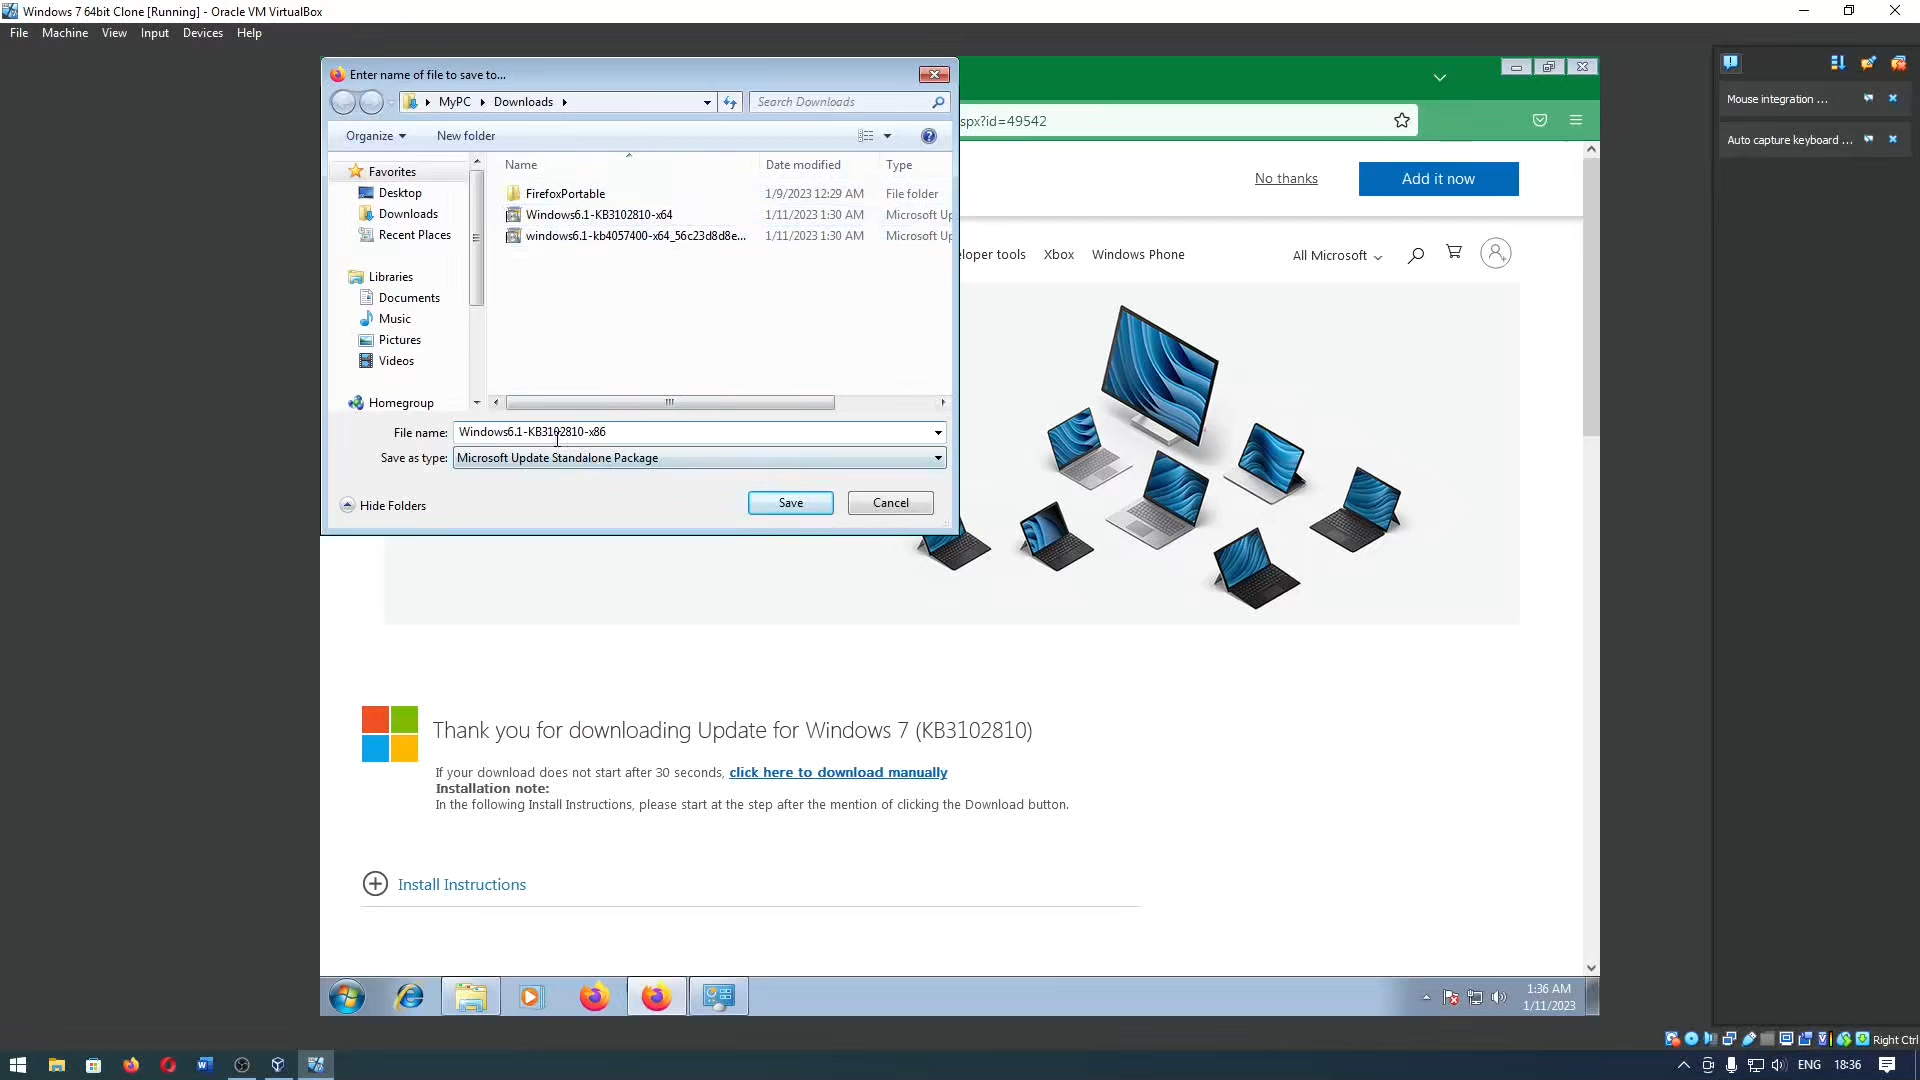 Windows 7 64bit Clone [Running] - Oracle VM VirtualBox
File Machine View Input Devices Help
Enter name of file to save to...
MyPC Downloads
Search Downloads
Organize New folder
Favorites
Desktop
Downloads
Recent Places
Libraries
Documents
Music
Pictures
Videos
Homegroup
Name Date modified Type
FirefoxPortable 1/9/2023 12:29 AM File folder
Windows6.1-KB3102810-x64 1/11/2023 1:30 AM Microsoft Up
windows6.1-kb4057400-x64_56c23d8d8e... 1/11/2023 1:30 AM Microsoft Up
File name: Windows6.1-KB3102810-x86
Save as type: Microsoft Update Standalone Package
Hide Folders
Save Cancel
spx?id=49542
No thanks Add it now
eloper tools Xbox Windows Phone All Microsoft
Thank you for downloading Update for Windows 7 (KB3102810)
If your download does not start after 30 seconds, click here to download manually
Installation note:
In the following Install Instructions, please start at the step after the mention of clicking the Download button.
Install Instructions
1:36 AM
1/11/2023
Mouse integration ...
Auto capture keyboard ...
Right Ctrl
ENG 18:36